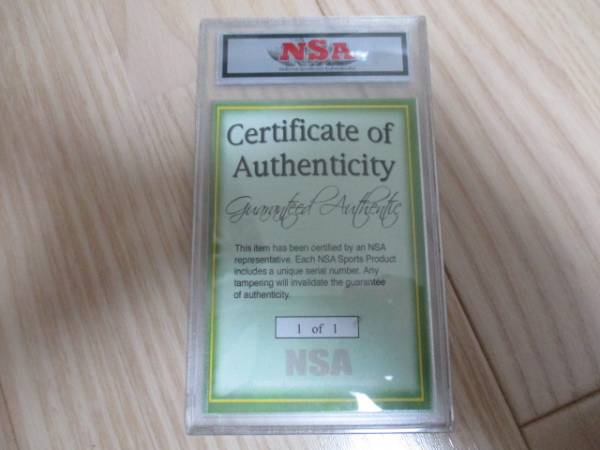 NSA
Certificate of
Authenticity
Guaranteed Authentic
This item has been certified by an NSA
representative. Each NSA Sports Product
includes a unique serial number. Any
tampering will invalidate the guarantee
of authenticity.
1 of 1
NSA